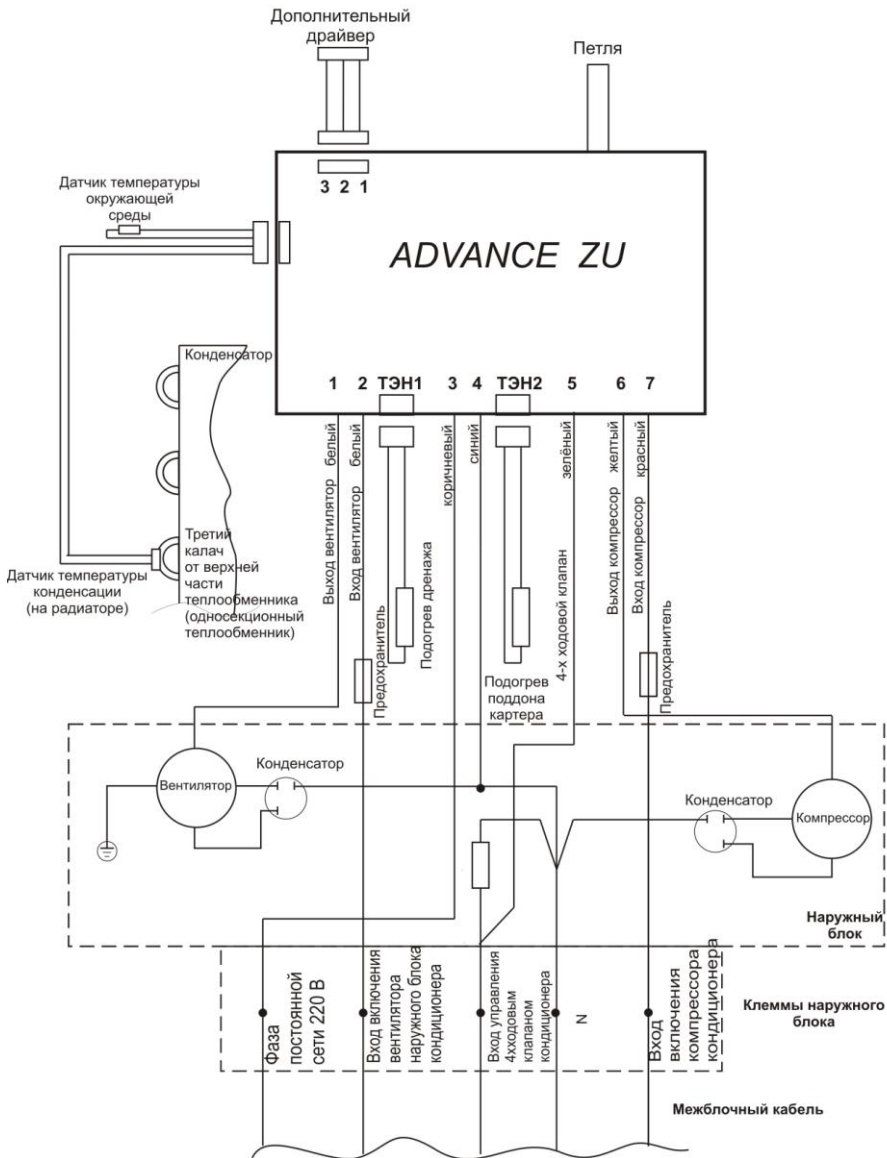 Дополнительный
драйвер
Петля
3 2 1
Датчик температуры
окружающей
среды
ADVANCE ZU
Конденсатор
1 2 ТЭН1 3 4 ТЭН2 5 6 7
Выход вентилятор белый
Вход вентилятор белый
коричневый
синий
зелёный
Выход компрессор желтый
Вход компрессор красный
Третий
калач
от верхней
части
теплообменника
(односекционный
теплообменник)
Датчик температуры
конденсации
(на радиаторе)
Предохранитель
Подогрев дренажа
Подогрев
поддона
картера
4-х ходовой клапан
Предохранитель
Вентилятор
Конденсатор
Конденсатор
Компрессор
Наружный
блок
Фаза
постоянной
сети 220 В
Вход включения
вентилятора
наружного блока
кондиционера
Вход управления
4хходовым
клапаном
кондиционера
N
Вход
включения
компрессора
кондиционера
Клеммы наружного
блока
Межблочный кабель